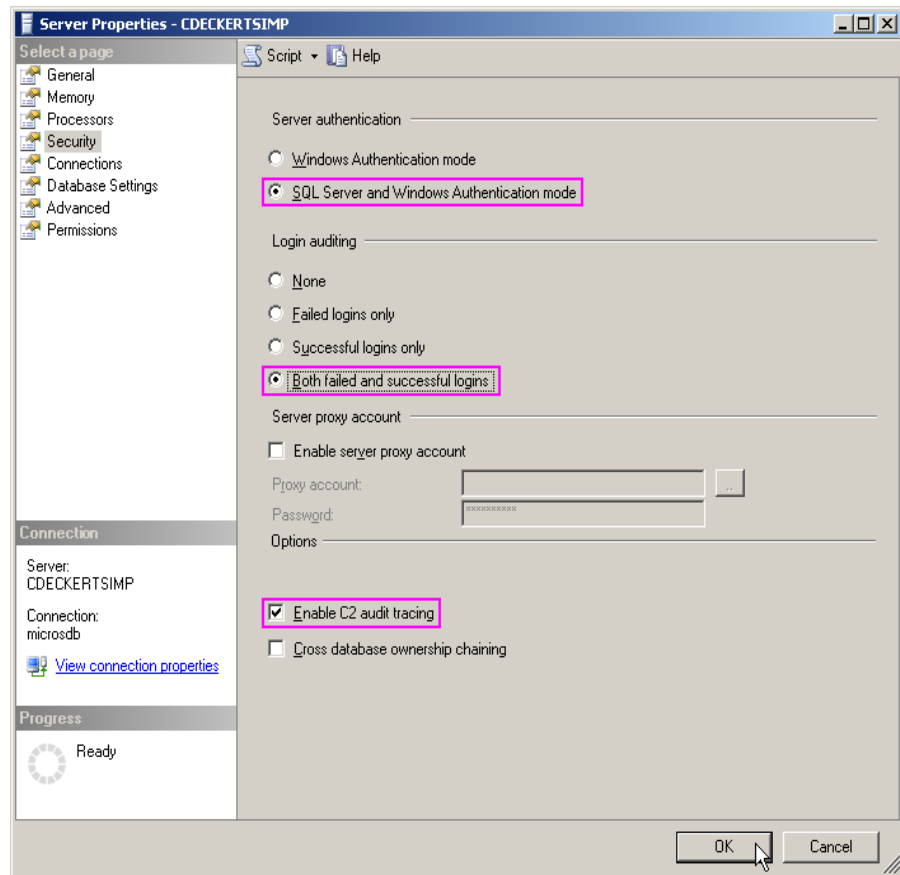 Server Properties - CDECKERTSIMP
Select a page
General
Memory
Processors
Security
Connections
Database Settings
Advanced
Permissions
Connection
Server:
CDECKERTSIMP
Connection:
microsdb
View connection properties
Progress
Ready
Script
Help
Server authentication
Windows Authentication mode
SQL Server and Windows Authentication mode
Login auditing
None
Failed logins only
Successful logins only
Both failed and successful logins
Server proxy account
Enable server proxy account
Proxy account:
..
Password:
**********
Options
Enable C2 audit tracing
Cross database ownership chaining
OK
Cancel